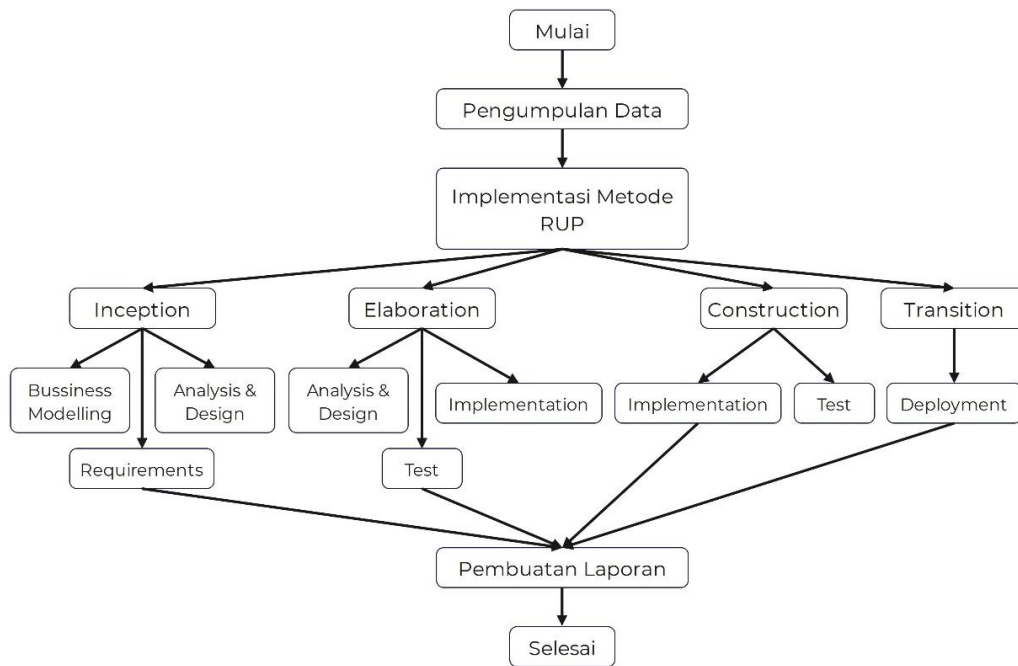 Mulai
Pengumpulan Data
Implementasi Metode
RUP
Inception
Elaboration
Construction
Transition
Bussiness
Modelling
Analysis &
Design
Analysis &
Design
Implementation
Implementation
Test
Deployment
Requirements
Test
Pembuatan Laporan
Selesai